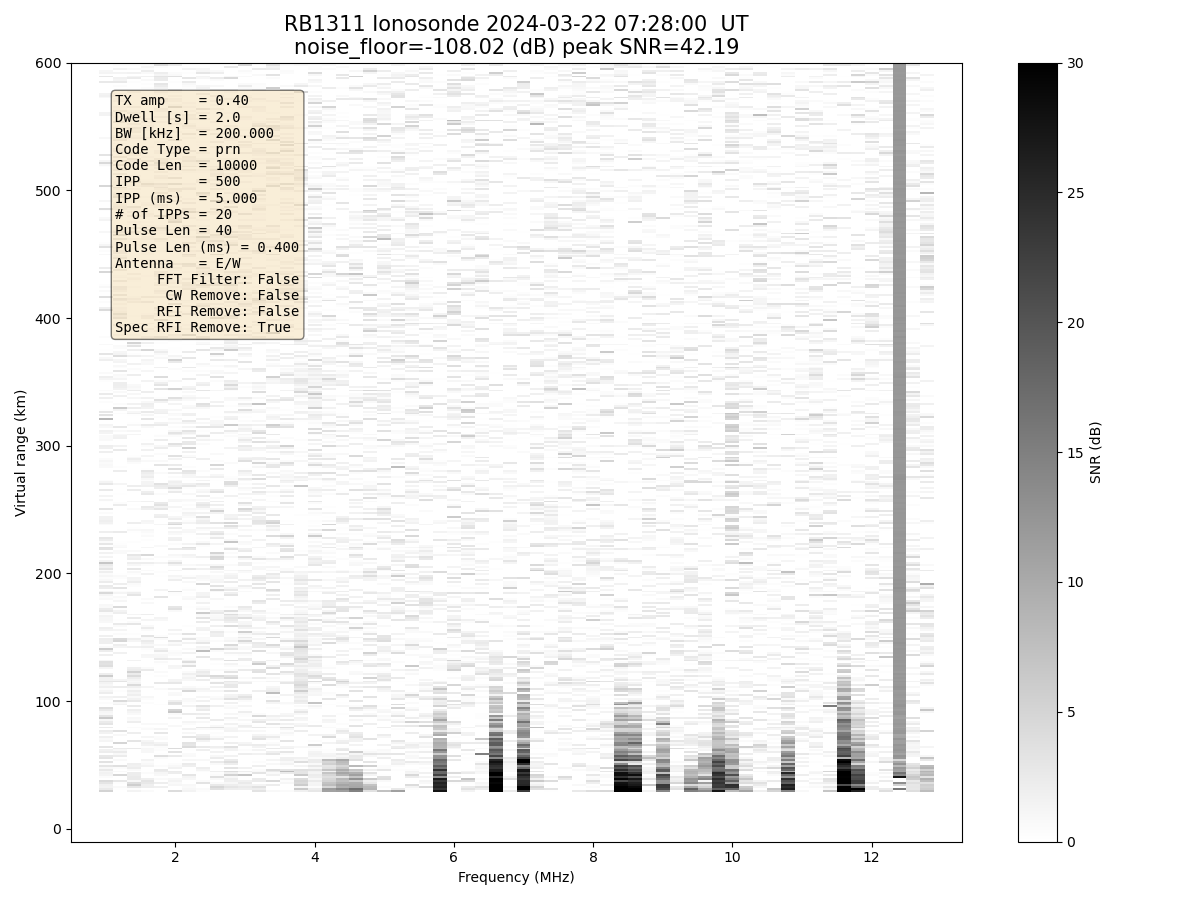 RB1311 Ionosonde 2024-03-22 07:28:00  UT
noise_floor=-108.02 (dB) peak SNR=42.19
600
500
400
300
200
100
0
Virtual range (km)
TX amp    = 0.40
Dwell [s] = 2.0
BW [kHz]  = 200.000
Code Type = prn
Code Len  = 10000
IPP       = 500
IPP (ms)  = 5.000
# of IPPs = 20
Pulse Len = 40
Pulse Len (ms) = 0.400
Antenna   = E/W
FFT Filter: False
CW Remove: False
RFI Remove: False
Spec RFI Remove: True
2 4 6 8 10 12
Frequency (MHz)
30
25
20
15
10
5
0
SNR (dB)